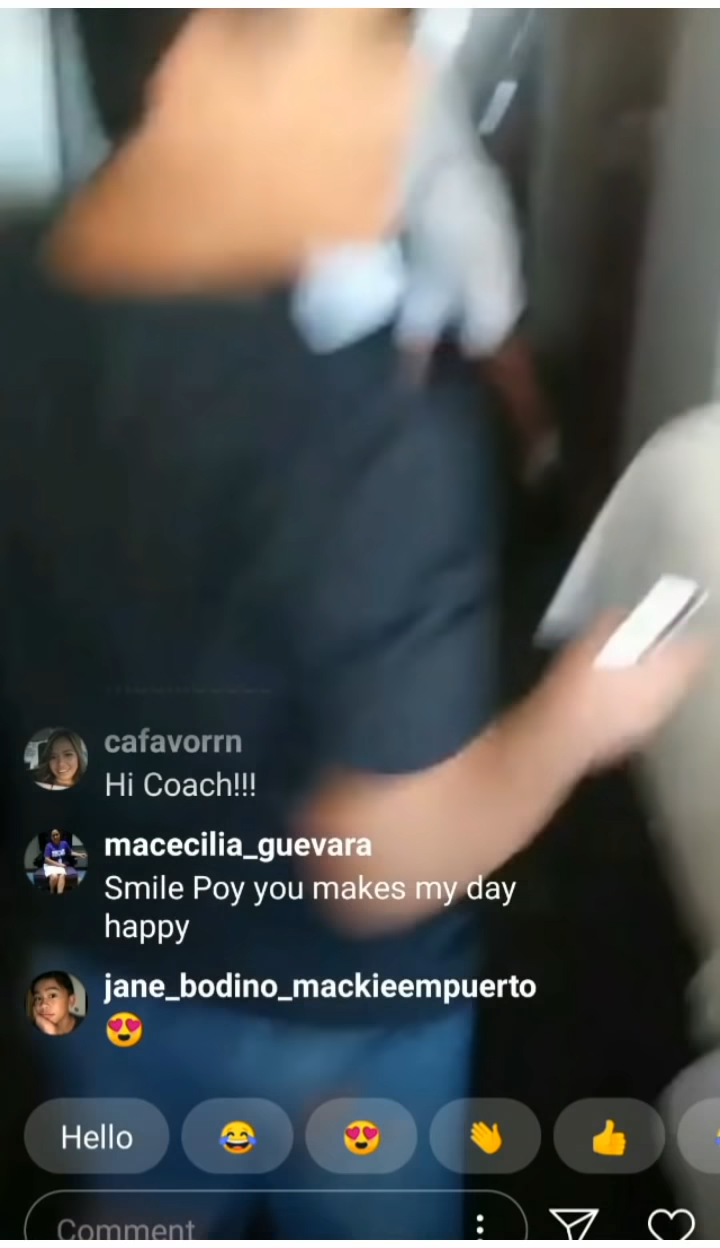 cafavorrn
Hi Coach!!!
macecilia_guevara
Smile Poy you makes my day
happy
jane_bodino_mackieempuerto
😍
Hello 😂 😍 👏 👍
Comment